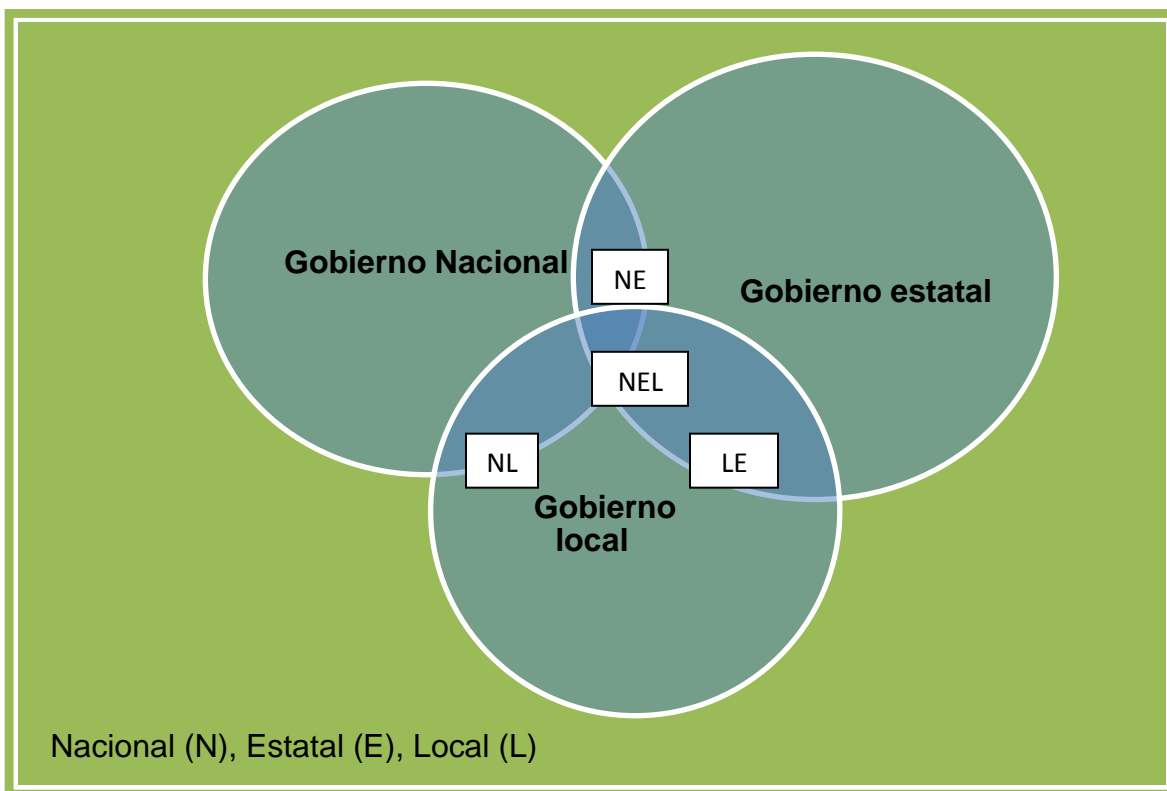 Gobierno Nacional
NE
Gobierno estatal
NEL
NL
LE
Gobierno
local
Nacional (N), Estatal (E), Local (L)